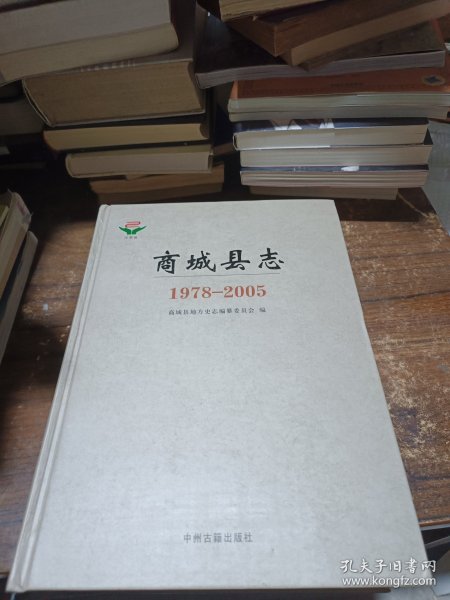 商城县志
1978-2005
商城县地方史志编纂委员会 编
中州古籍出版社
孔夫子旧书网
www.kongfz.com